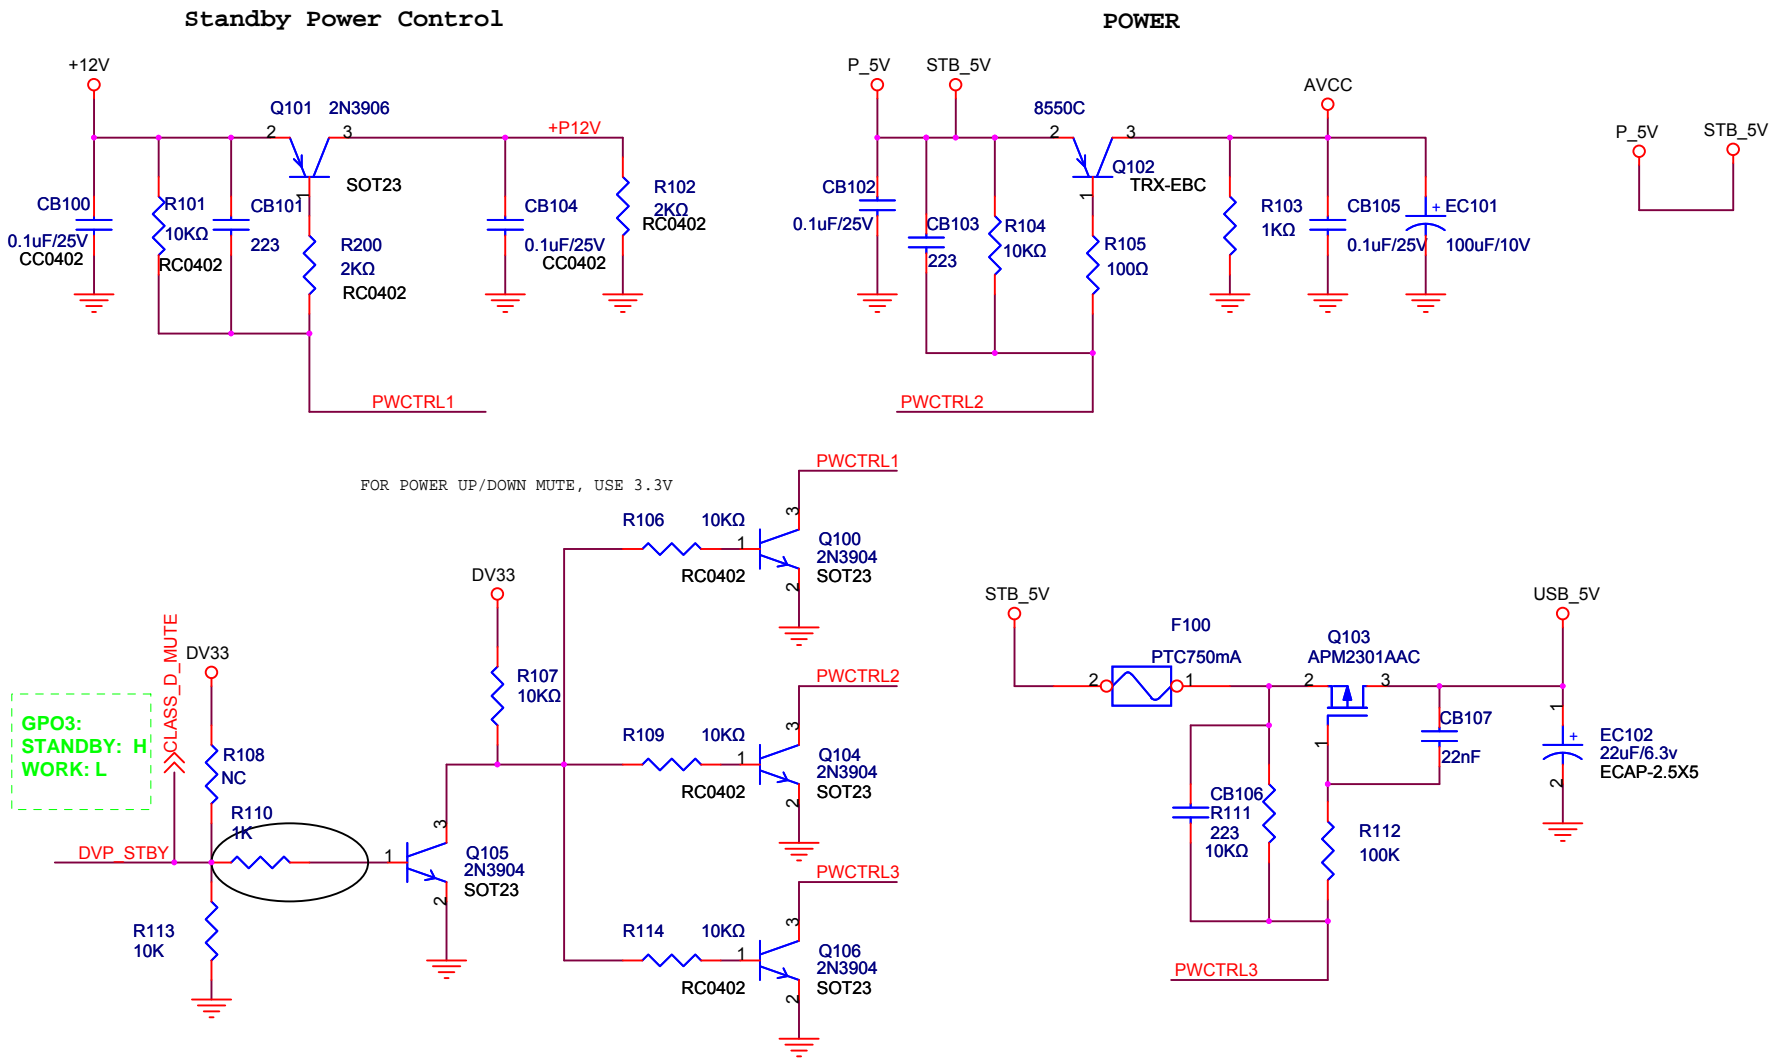 Standby Power Control
POWER
+12V
Q101 2N3906
2
3
+P12V
SOT23
1
CB100
0.1uF/25V
CC0402
R101
10KΩ
RC0402
CB101
223
R200
2KΩ
RC0402
CB104
0.1uF/25V
CC0402
R102
2KΩ
RC0402
PWCTRL1
P_5V
STB_5V
8550C
2
3
Q102
TRX-EBC
1
AVCC
CB102
0.1uF/25V
CB103
223
R104
10KΩ
R105
100Ω
R103
1KΩ
CB105
0.1uF/25V
+ EC101
100uF/10V
PWCTRL2
P_5V
STB_5V
FOR POWER UP/DOWN MUTE, USE 3.3V
PWCTRL1
R106 10KΩ
1
3
2
RC0402
Q100
2N3904
SOT23
DV33
R107
10KΩ
PWCTRL2
R109 10KΩ
1
3
2
RC0402
Q104
2N3904
SOT23
PWCTRL3
R114 10KΩ
1
3
2
RC0402
Q106
2N3904
SOT23
CLASS_D_MUTE
DV33
GPO3:
STANDBY: H
WORK: L
R108
NC
R110
1K
DVP_STBY
1
3
2
Q105
2N3904
SOT23
R113
10K
STB_5V
F100
PTC750mA
2
1
Q103
APM2301AAC
2
3
1
USB_5V
CB107
22nF
1
+
2
EC102
22uF/6.3v
ECAP-2.5X5
CB106
R111
223
10KΩ
R112
100K
PWCTRL3